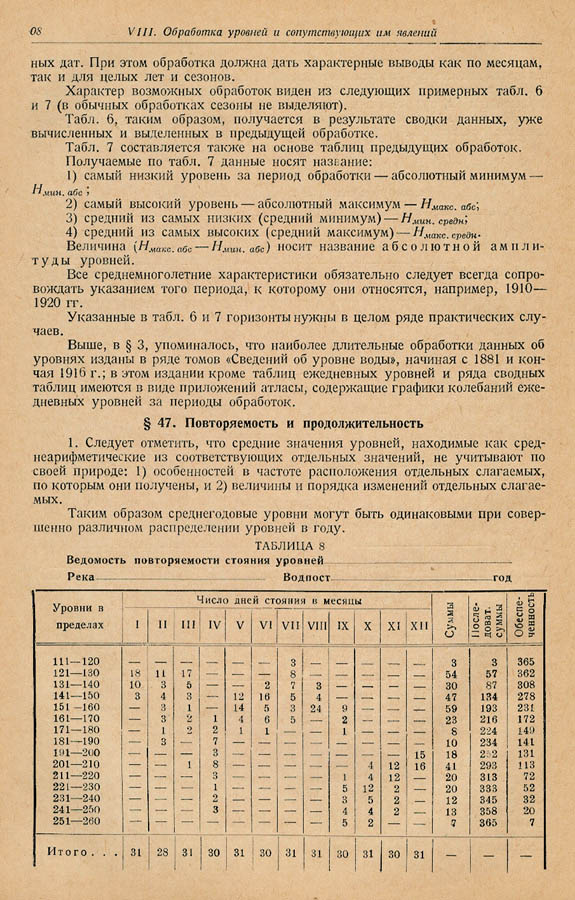 08 VIII. Обработка уровней и сопутствующих им явлений
ных дат. При этом обработка должна дать характерные выводы как по месяцам,
так и для целых лет и сезонов.
Характер возможных обработок виден из следующих примерных табл. 6
и 7 (в обычных обработках сезоны не выделяют).
Табл. 6, таким образом, получается в результате сводки данных, уже
вычисленных и выделенных в предыдущей обработке.
Табл. 7 составляется также на основе таблиц предыдущих обработок.
Получаемые по табл. 7 данные носят название:
1) самый низкий уровень за период обработки — абсолютный минимум —
Hмин. абс ;
2) самый высокий уровень — абсолютный максимум — Hмакс. абс;
3) средний из самых низких (средний минимум) — Hмин. средн;
4) средний из самых высоких (средний максимум) — Hмакс. средн.
Величина (Hмакс. абс — Hмин. абс) носит название абсолютной ампли-
туды уровней.
Все среднемноголетние характеристики обязательно следует всегда сопро-
вождать указанием того периода, к которому они относятся, например, 1910—
1920 гг.
Указанные в табл. 6 и 7 горизонты нужны в целом ряде практических слу-
чаев.
Выше, в § 3, упоминалось, что наиболее длительные обработки данных об
уровнях изданы в ряде томов «Сведений об уровне воды», начиная с 1881 и кон-
чая 1916 г.; в этом издании кроме таблиц ежедневных уровней и ряда сводных
таблиц имеются в виде приложений атласы, содержащие графики колебаний еже-
дневных уровней за периоды обработок.
§ 47. Повторяемость и продолжительность
1. Следует отметить, что средние значения уровней, находимые как сред-
неарифметические из соответствующих отдельных значений, не учитывают по
своей природе: 1) особенностей в частоте расположения отдельных слагаемых,
по которым они получены, и 2) величины и порядка изменений отдельных слагае-
мых.
Таким образом среднегодовые уровни могут быть одинаковыми при совер-
шенно различном распределении уровней в году.
ТАБЛИЦА 8
Ведомость повторяемости стояния уровней
Река Водпост год
Уровни в пределах Число дней стояния в месяцы Суммы После-доват. суммы Обеспе-ченность
I II III IV V VI VII VIII IX X XI XII
111—120 — — — — — — 3 — — — — — 3 3 365
121—130 18 11 17 — — — 8 — — — — — 54 57 362
131—140 10 3 5 — — 2 7 3 — — — — 30 87 308
141—150 3 4 3 — 12 16 5 4 — — — — 47 134 278
151—160 — 3 1 — 14 5 3 24 9 — — — 59 193 231
161—170 — 3 2 1 4 6 5 — 2 — — — 23 216 172
171—180 — 1 2 2 1 1 — — 1 — — — 8 224 149
181—190 — 3 — 7 — — — — — — — — 10 234 141
191—200 — — — 3 — — — — — — — 15 18 131
201—210 — — 1 8 — — — — — 4 12 16 41 293 113
211—220 — — — 3 — — — — 1 4 12 — 20 313 72
221—230 — — — 1 — — — — 5 12 2 — 20 333 52
231—240 — — — 2 — — — — 3 5 2 — 12 345 32
241—250 — — — 3 — — — — 4 4 2 — 13 358 20
251—260 — — — — — — — — 5 2 — — 7 365 7
Итого . . . 31 28 31 30 31 30 31 31 30 31 30 31 — — —